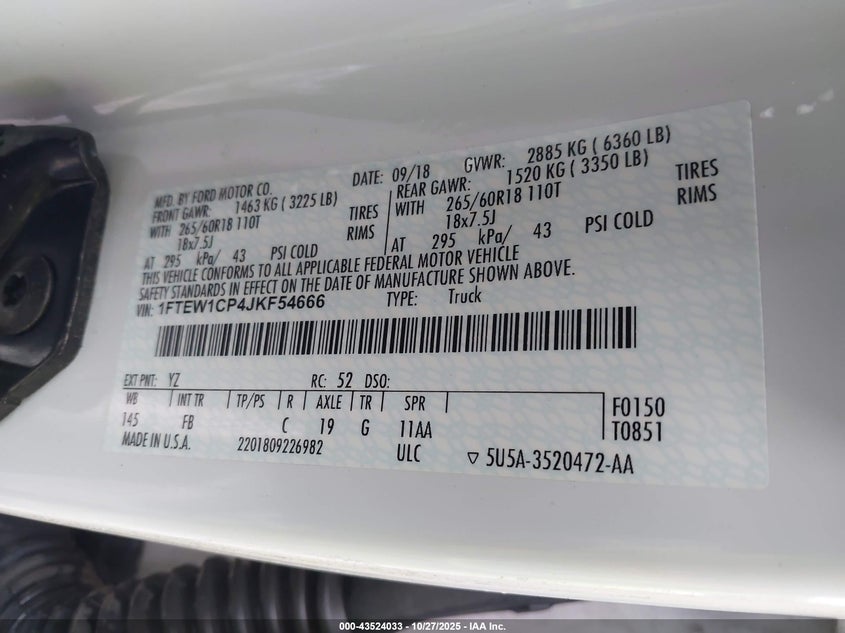 MFD. BY FORD MOTOR CO. DATE: 09/18 GVWR: 2885 KG ( 6360 LB)
FRONT GAWR: 1463 KG ( 3225 LB) REAR GAWR: 1520 KG ( 3350 LB)
WITH 265/60R18 110T TIRES WITH 265/60R18 110T TIRES
18x7.5J RIMS 18x7.5J RIMS
AT 295 kPa/ 43 PSI COLD AT 295 kPa/ 43 PSI COLD
THIS VEHICLE CONFORMS TO ALL APPLICABLE FEDERAL MOTOR VEHICLE
SAFETY STANDARDS IN EFFECT ON THE DATE OF MANUFACTURE SHOWN ABOVE.
VIN: 1FTEW1CP4JKF54666 TYPE: Truck
EXT PNT: YZ RC: 52 DSO:
WB INT TR TP/PS R AXLE TR SPR F0150
145 FB C 19 G 11AA T0851
MADE IN U.S.A. 2201809226982 ULC ▽ 5U5A-3520472-AA
000-43524033 - 10/27/2025 - IAA Inc.